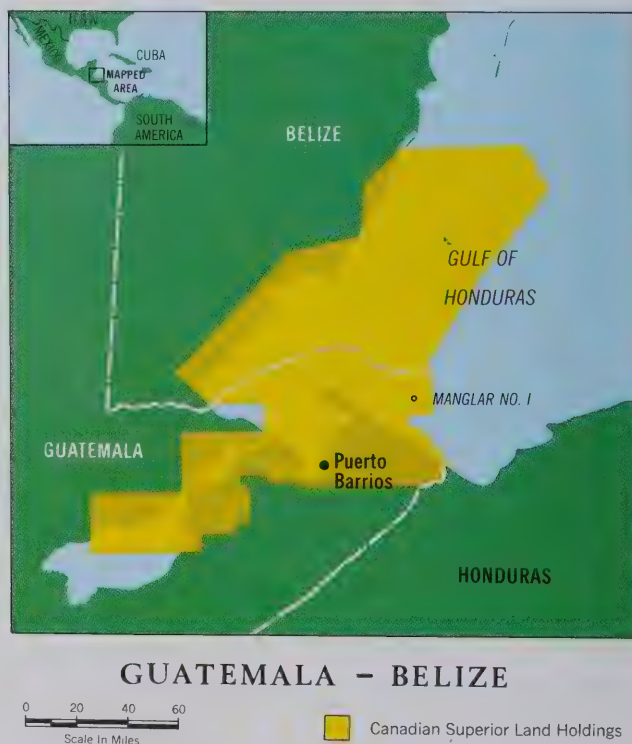 U.S.A.
MEXICO
CUBA
MAPPED
AREA
SOUTH
AMERICA
BELIZE
GULF OF
HONDURAS
MANGLAR NO. 1
GUATEMALA
Puerto
Barrios
HONDURAS
GUATEMALA – BELIZE
0 20 40 60
Scale In Miles
Canadian Superior Land Holdings